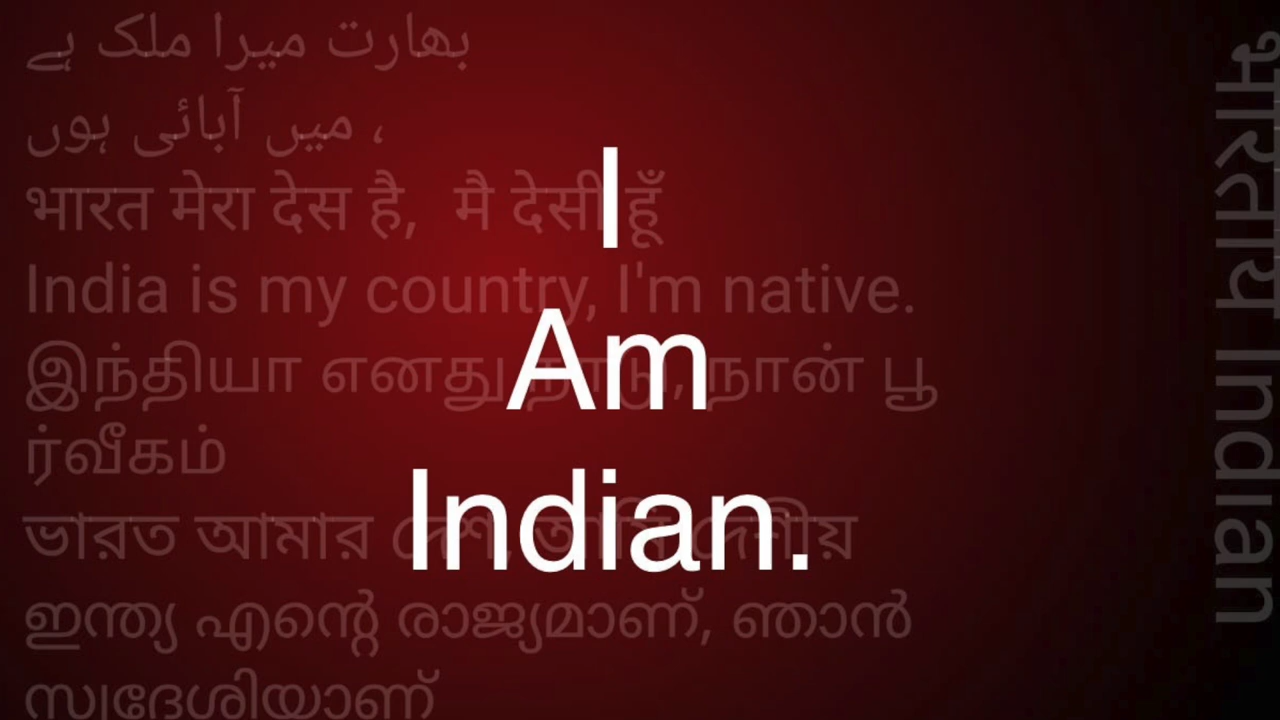 بھارت میرا ملک ہے
، میں آبائی ہوں
भारत मेरा देस है, मै देसी हूँ
India is my country, I'm native.
இந்தியா எனது நாடு, நான் பூ
ர்வீகம்
ভারত আমার দেশ, আমি দেশীয়
ഇന്ത്യ എന്റെ രാജ്യമാണ്, ഞാൻ
സ്വദേശിയാണ്
I
Am
Indian.
भारतीय Indian